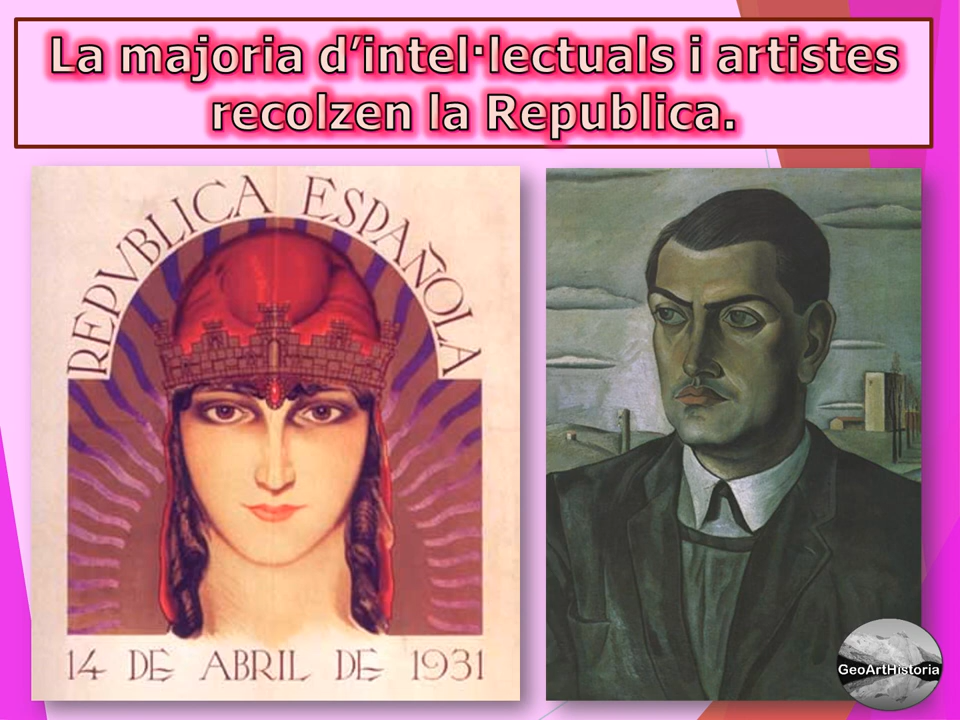 La majoria d’intel·lectuals i artistes
recolzen la Republica.
REPVBLICA ESPAÑOLA
14 DE ABRIL DE 1931
GeoArtHistoria